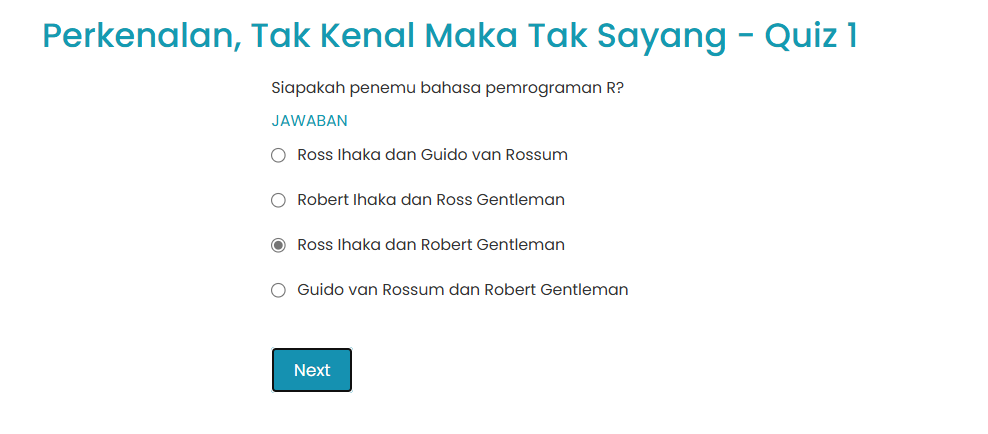 Perkenalan, Tak Kenal Maka Tak Sayang - Quiz 1
Siapakah penemu bahasa pemrograman R?
JAWABAN
Ross Ihaka dan Guido van Rossum
Robert Ihaka dan Ross Gentleman
Ross Ihaka dan Robert Gentleman
Guido van Rossum dan Robert Gentleman
Next